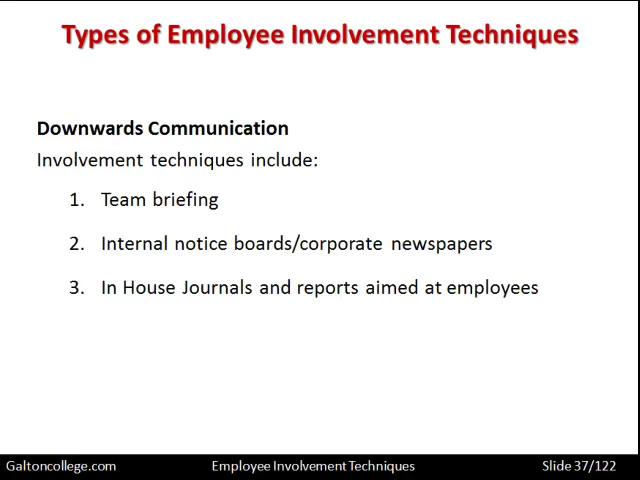 Types of Employee Involvement Techniques
Downwards Communication
Involvement techniques include:
1. Team briefing
2. Internal notice boards/corporate newspapers
3. In House Journals and reports aimed at employees
Galtoncollege.com Employee Involvement Techniques Slide 37/122